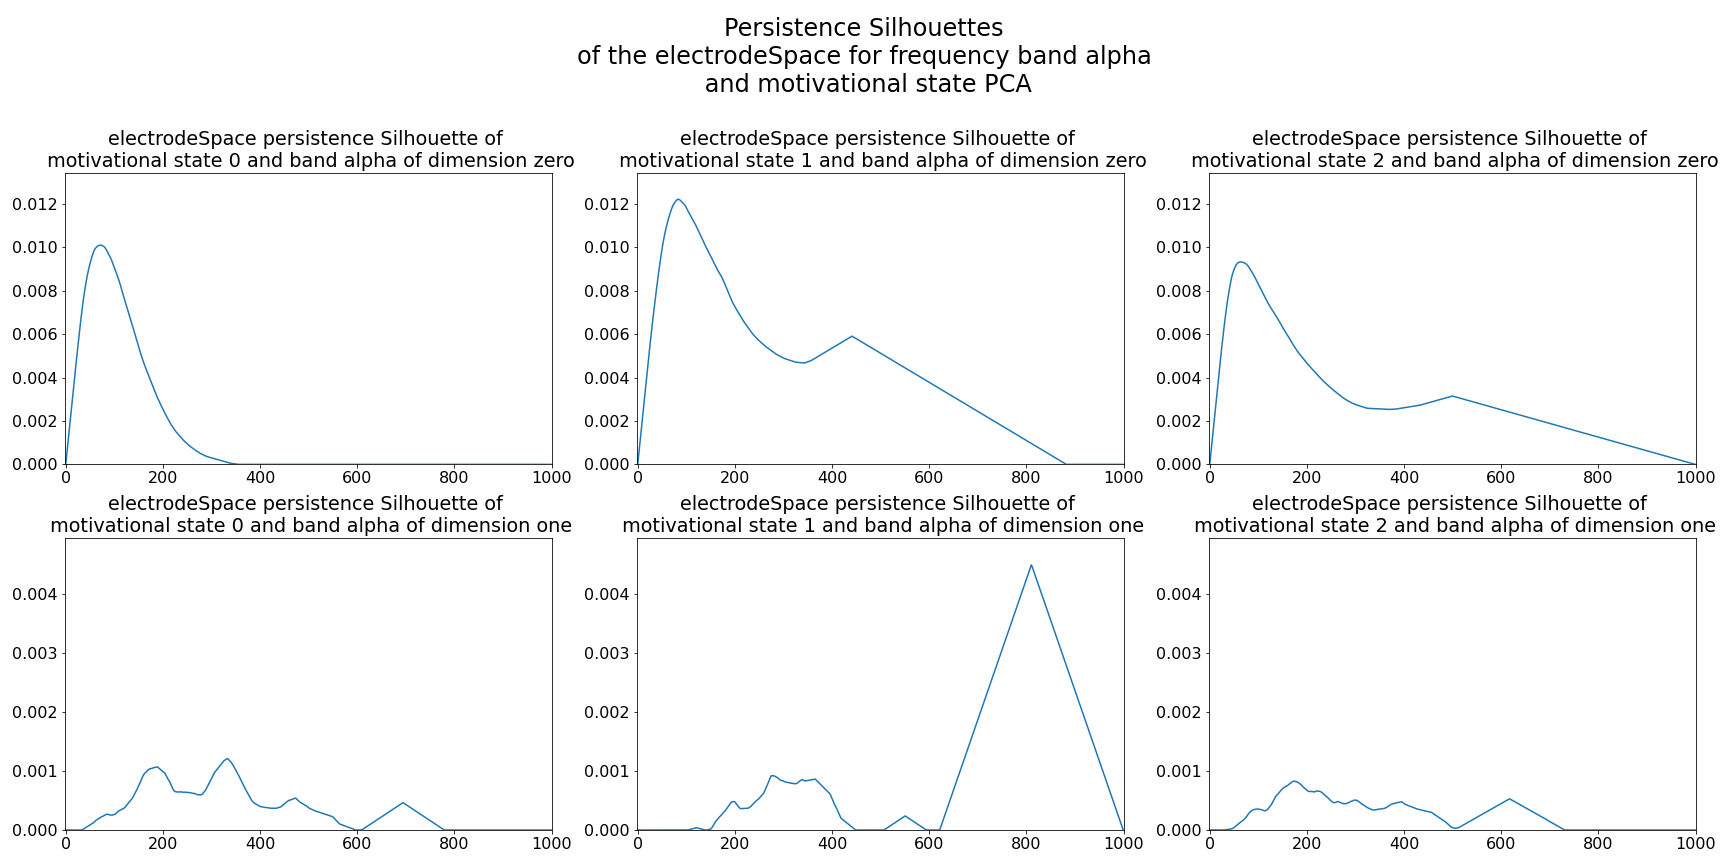 Persistence Silhouettes
of the electrodeSpace for frequency band alpha
and motivational state PCA
electrodeSpace persistence Silhouette of
motivational state 0 and band alpha of dimension zero
0.012
0.010
0.008
0.006
0.004
0.002
0.000
0 200 400 600 800 1000
electrodeSpace persistence Silhouette of
motivational state 1 and band alpha of dimension zero
0.012
0.010
0.008
0.006
0.004
0.002
0.000
0 200 400 600 800 1000
electrodeSpace persistence Silhouette of
motivational state 2 and band alpha of dimension zero
0.012
0.010
0.008
0.006
0.004
0.002
0.000
0 200 400 600 800 1000
electrodeSpace persistence Silhouette of
motivational state 0 and band alpha of dimension one
0.004
0.003
0.002
0.001
0.000
0 200 400 600 800 1000
electrodeSpace persistence Silhouette of
motivational state 1 and band alpha of dimension one
0.004
0.003
0.002
0.001
0.000
0 200 400 600 800 1000
electrodeSpace persistence Silhouette of
motivational state 2 and band alpha of dimension one
0.004
0.003
0.002
0.001
0.000
0 200 400 600 800 1000